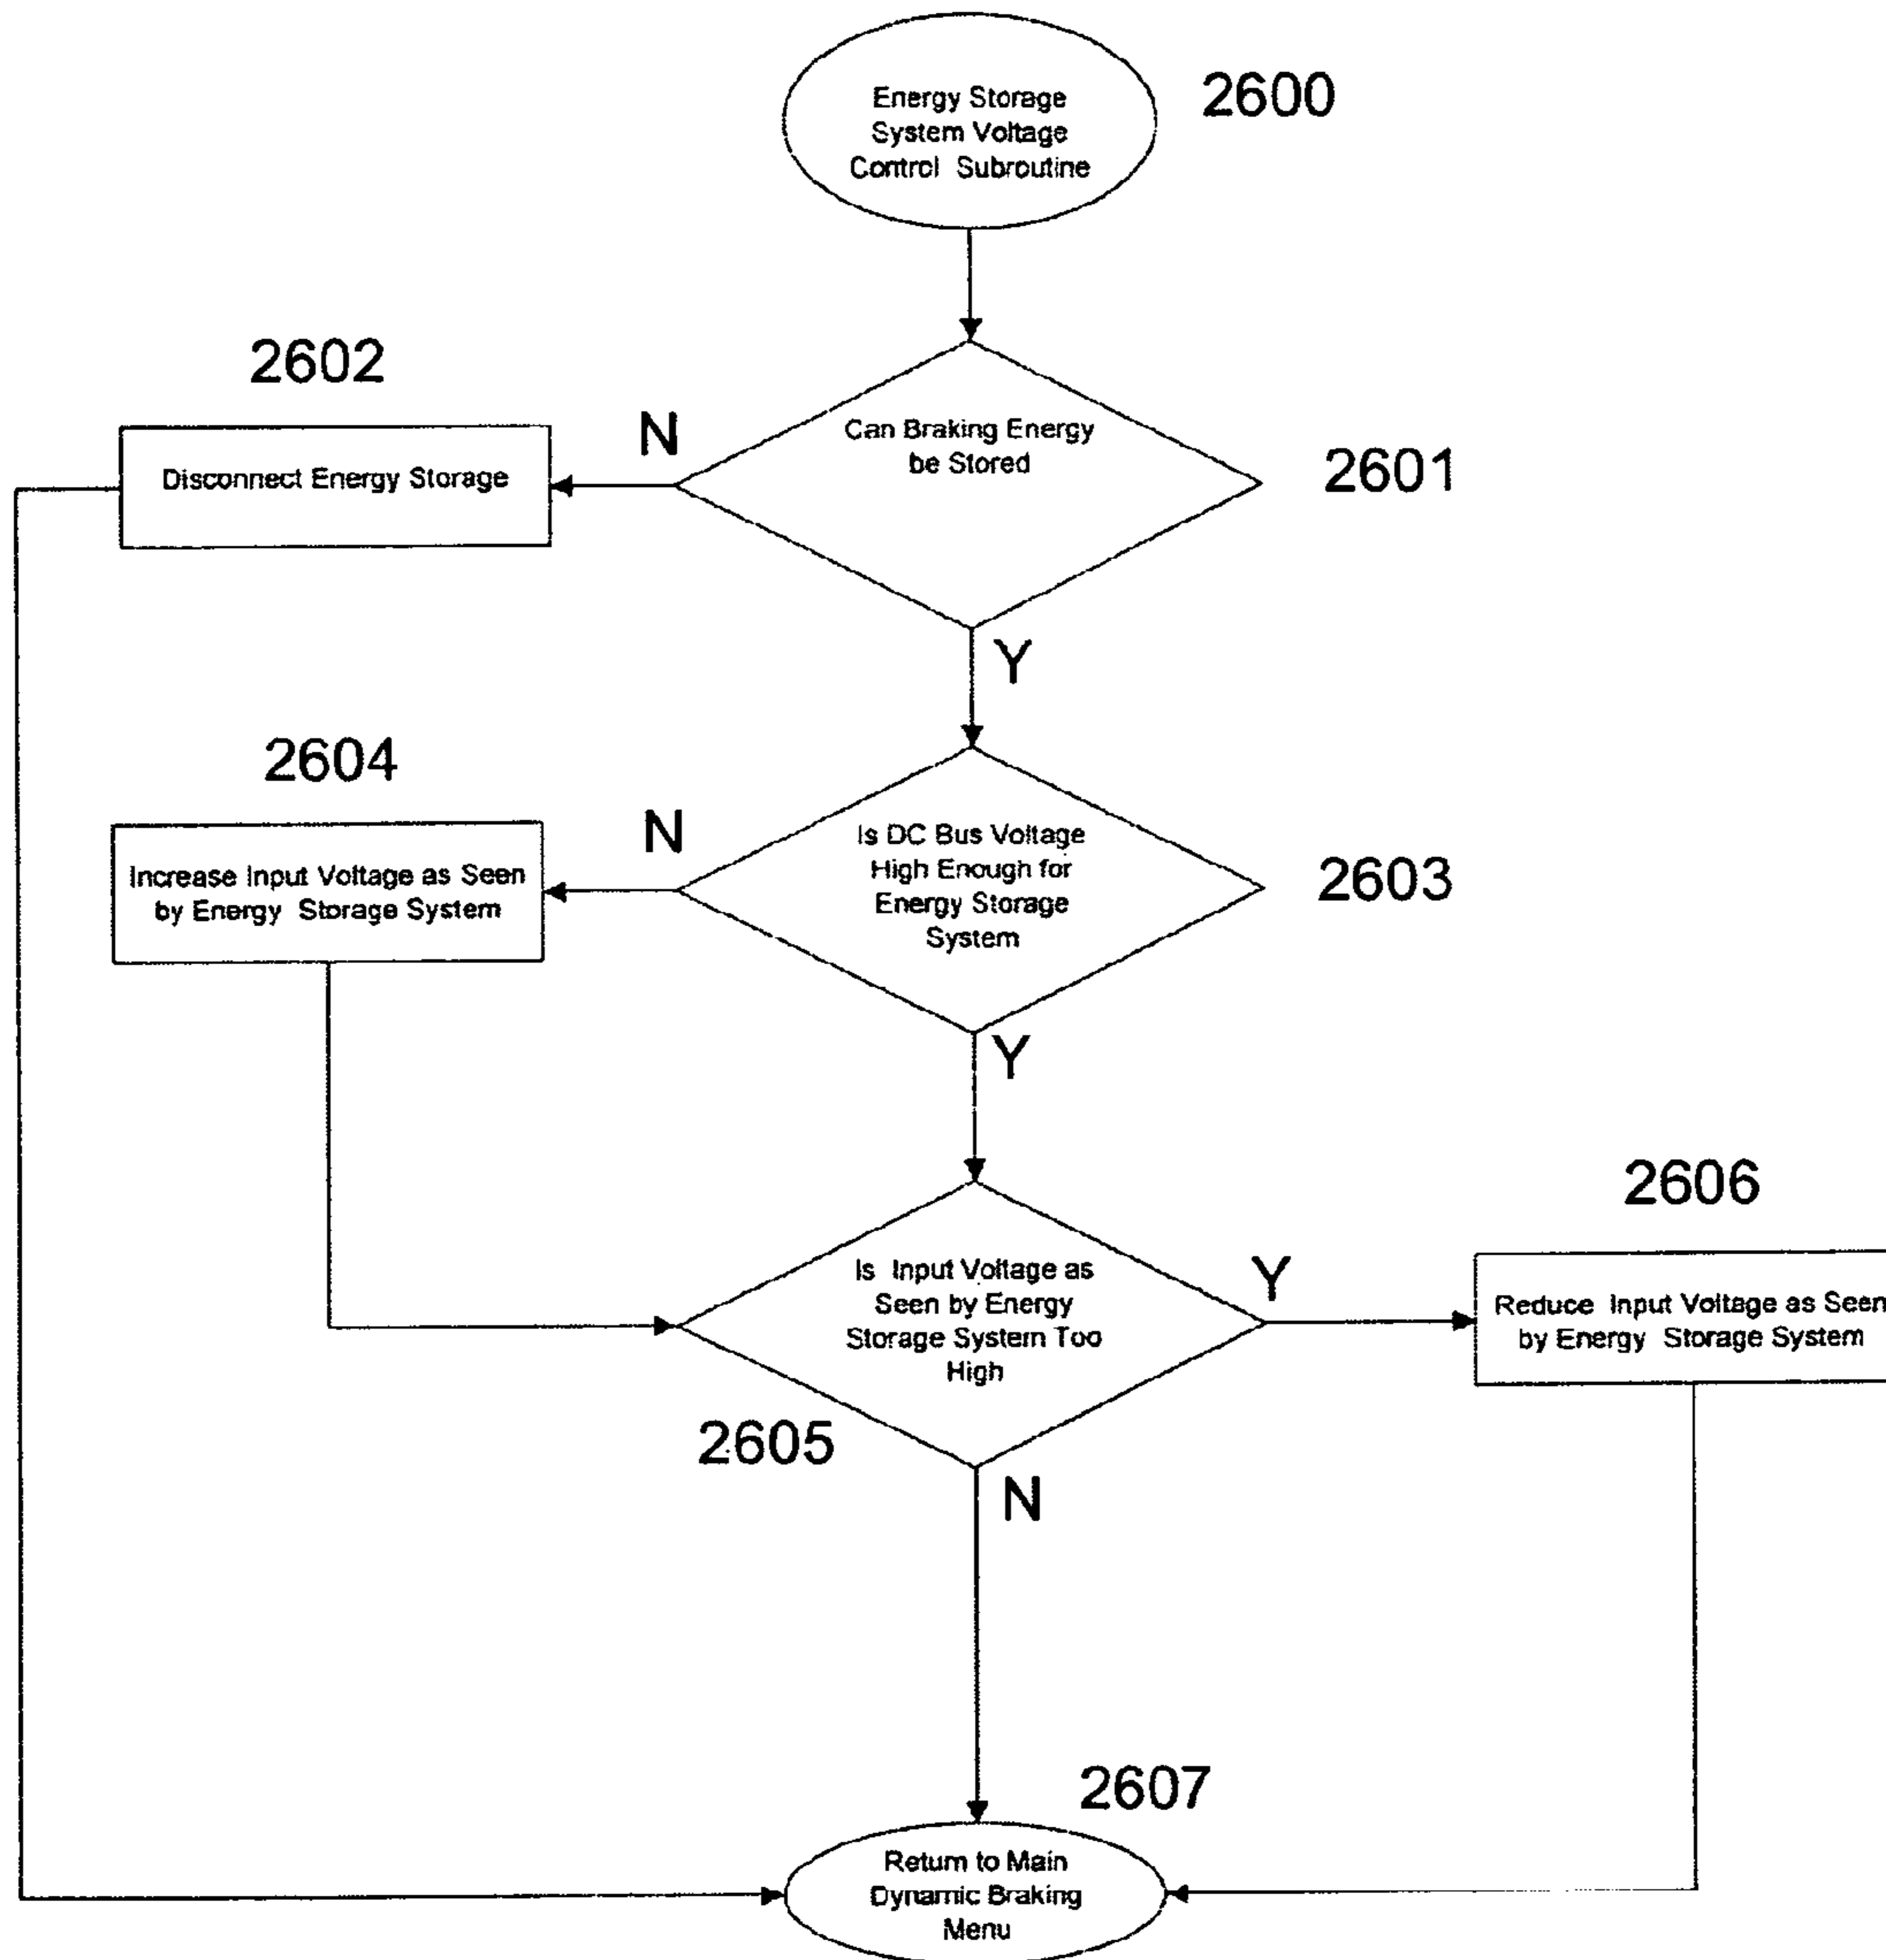 Energy Storage
System Voltage
Control Subroutine
2600
2602
Disconnect Energy Storage
N
Can Braking Energy
be Stored
2601
Y
2604
Increase Input Voltage as Seen
by Energy Storage System
N
Is DC Bus Voltage
High Enough for
Energy Storage
System
2603
Y
Is Input Voltage as
Seen by Energy
Storage System Too
High
2605
Y
2606
Reduce Input Voltage as Seen
by Energy Storage System
N
2607
Return to Main
Dynamic Braking
Menu